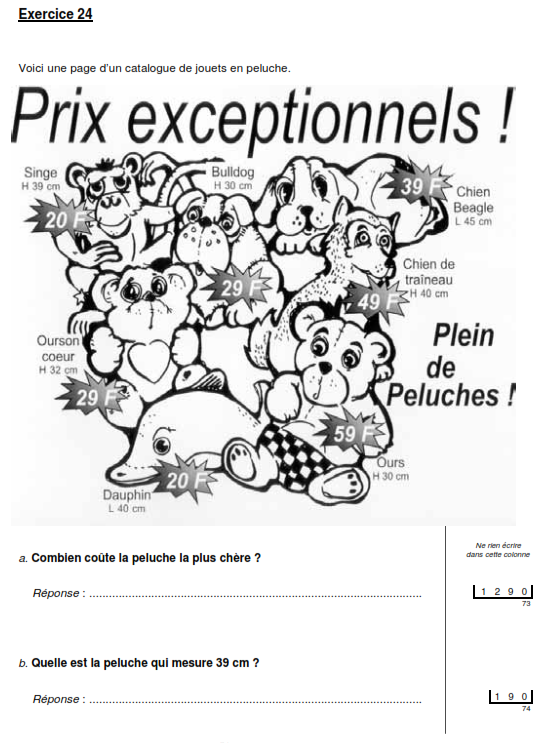 Exercice 24
Voici une page d'un catalogue de jouets en peluche.
Prix exceptionnels !
Singe
H 39 cm
20 F
Bulldog
H 30 cm
29 F
39 F
Chien
Beagle
L 45 cm
Chien de
traîneau
H 40 cm
49 F
Ourson
coeur
H 32 cm
29 F
Plein
de
Peluches !
59 F
Ours
H 30 cm
20 F
Dauphin
L 40 cm
Ne rien écrire
dans cette colonne
a. Combien coûte la peluche la plus chère ?
Réponse : ........................................................................................................
1 2 9 0
73
b. Quelle est la peluche qui mesure 39 cm ?
Réponse : ........................................................................................................
1 9 0
74